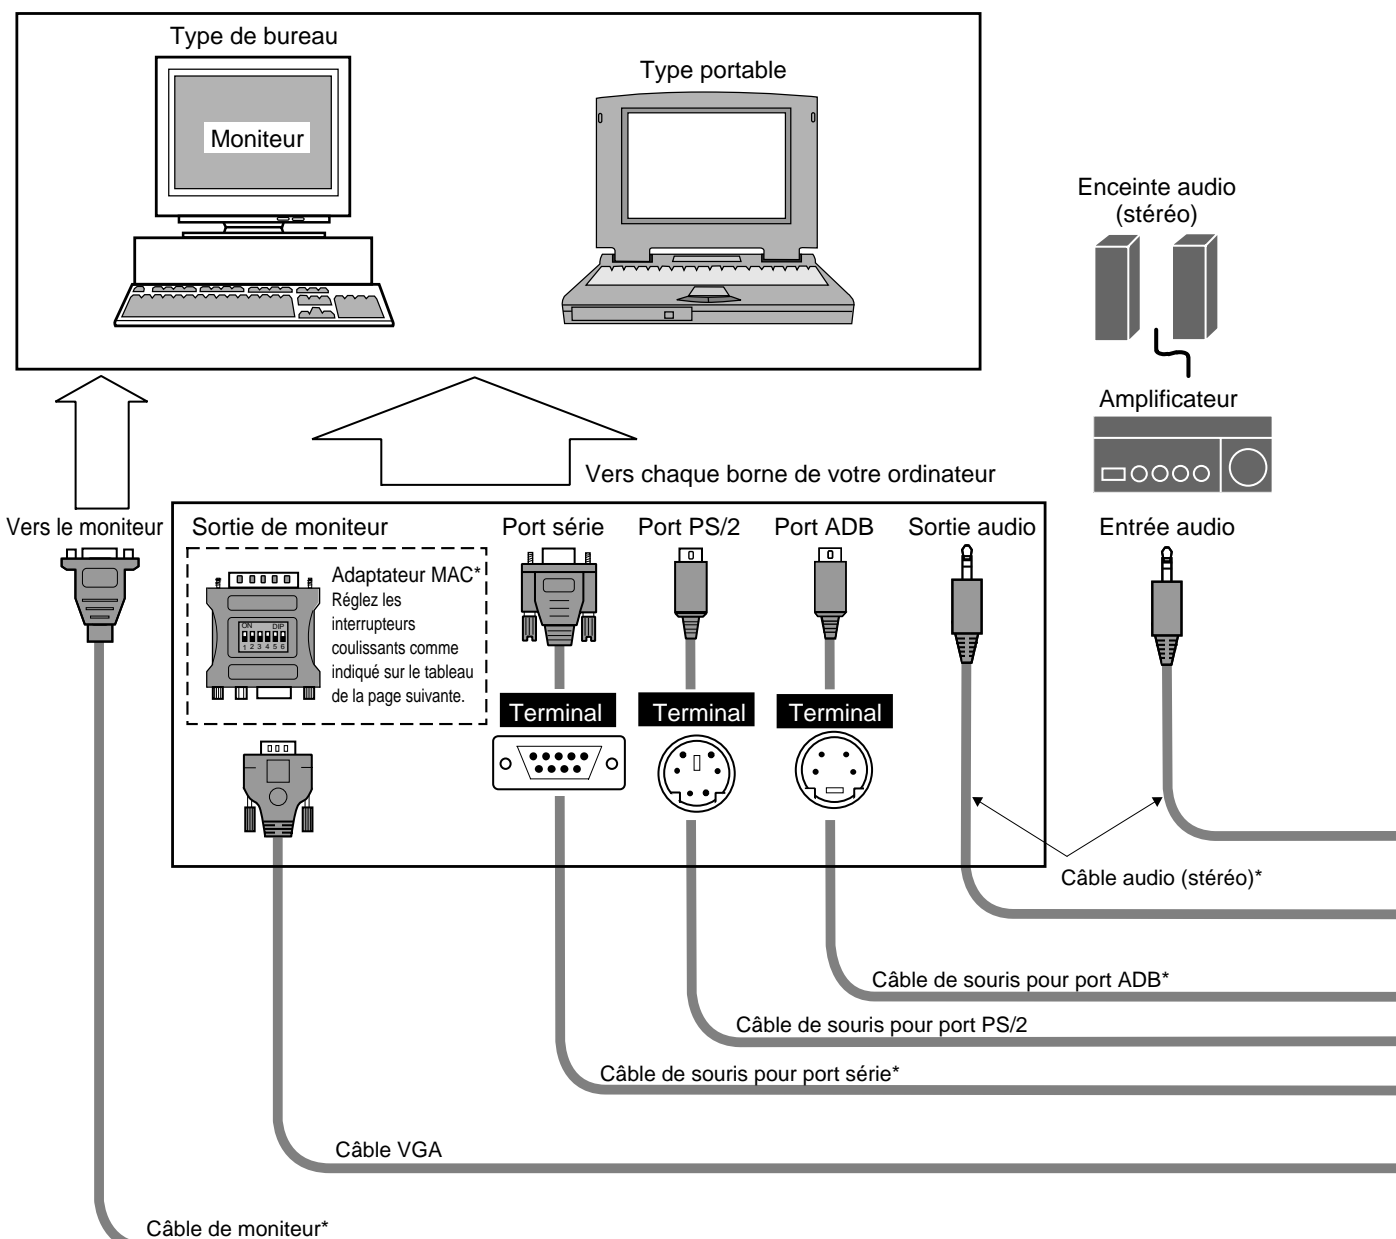 Type de bureau
Type portable
Moniteur
Enceinte audio
(stéréo)
Amplificateur
Vers chaque borne de votre ordinateur
Vers le moniteur
Sortie de moniteur
Port série
Port PS/2
Port ADB
Sortie audio
Entrée audio
Adaptateur MAC*
Réglez les
interrupteurs
coulissants comme
indiqué sur le tableau
de la page suivante.
ON DIP
1 2 3 4 5 6
Terminal
Terminal
Terminal
Câble audio (stéréo)*
Câble de souris pour port ADB*
Câble de souris pour port PS/2
Câble de souris pour port série*
Câble VGA
Câble de moniteur*